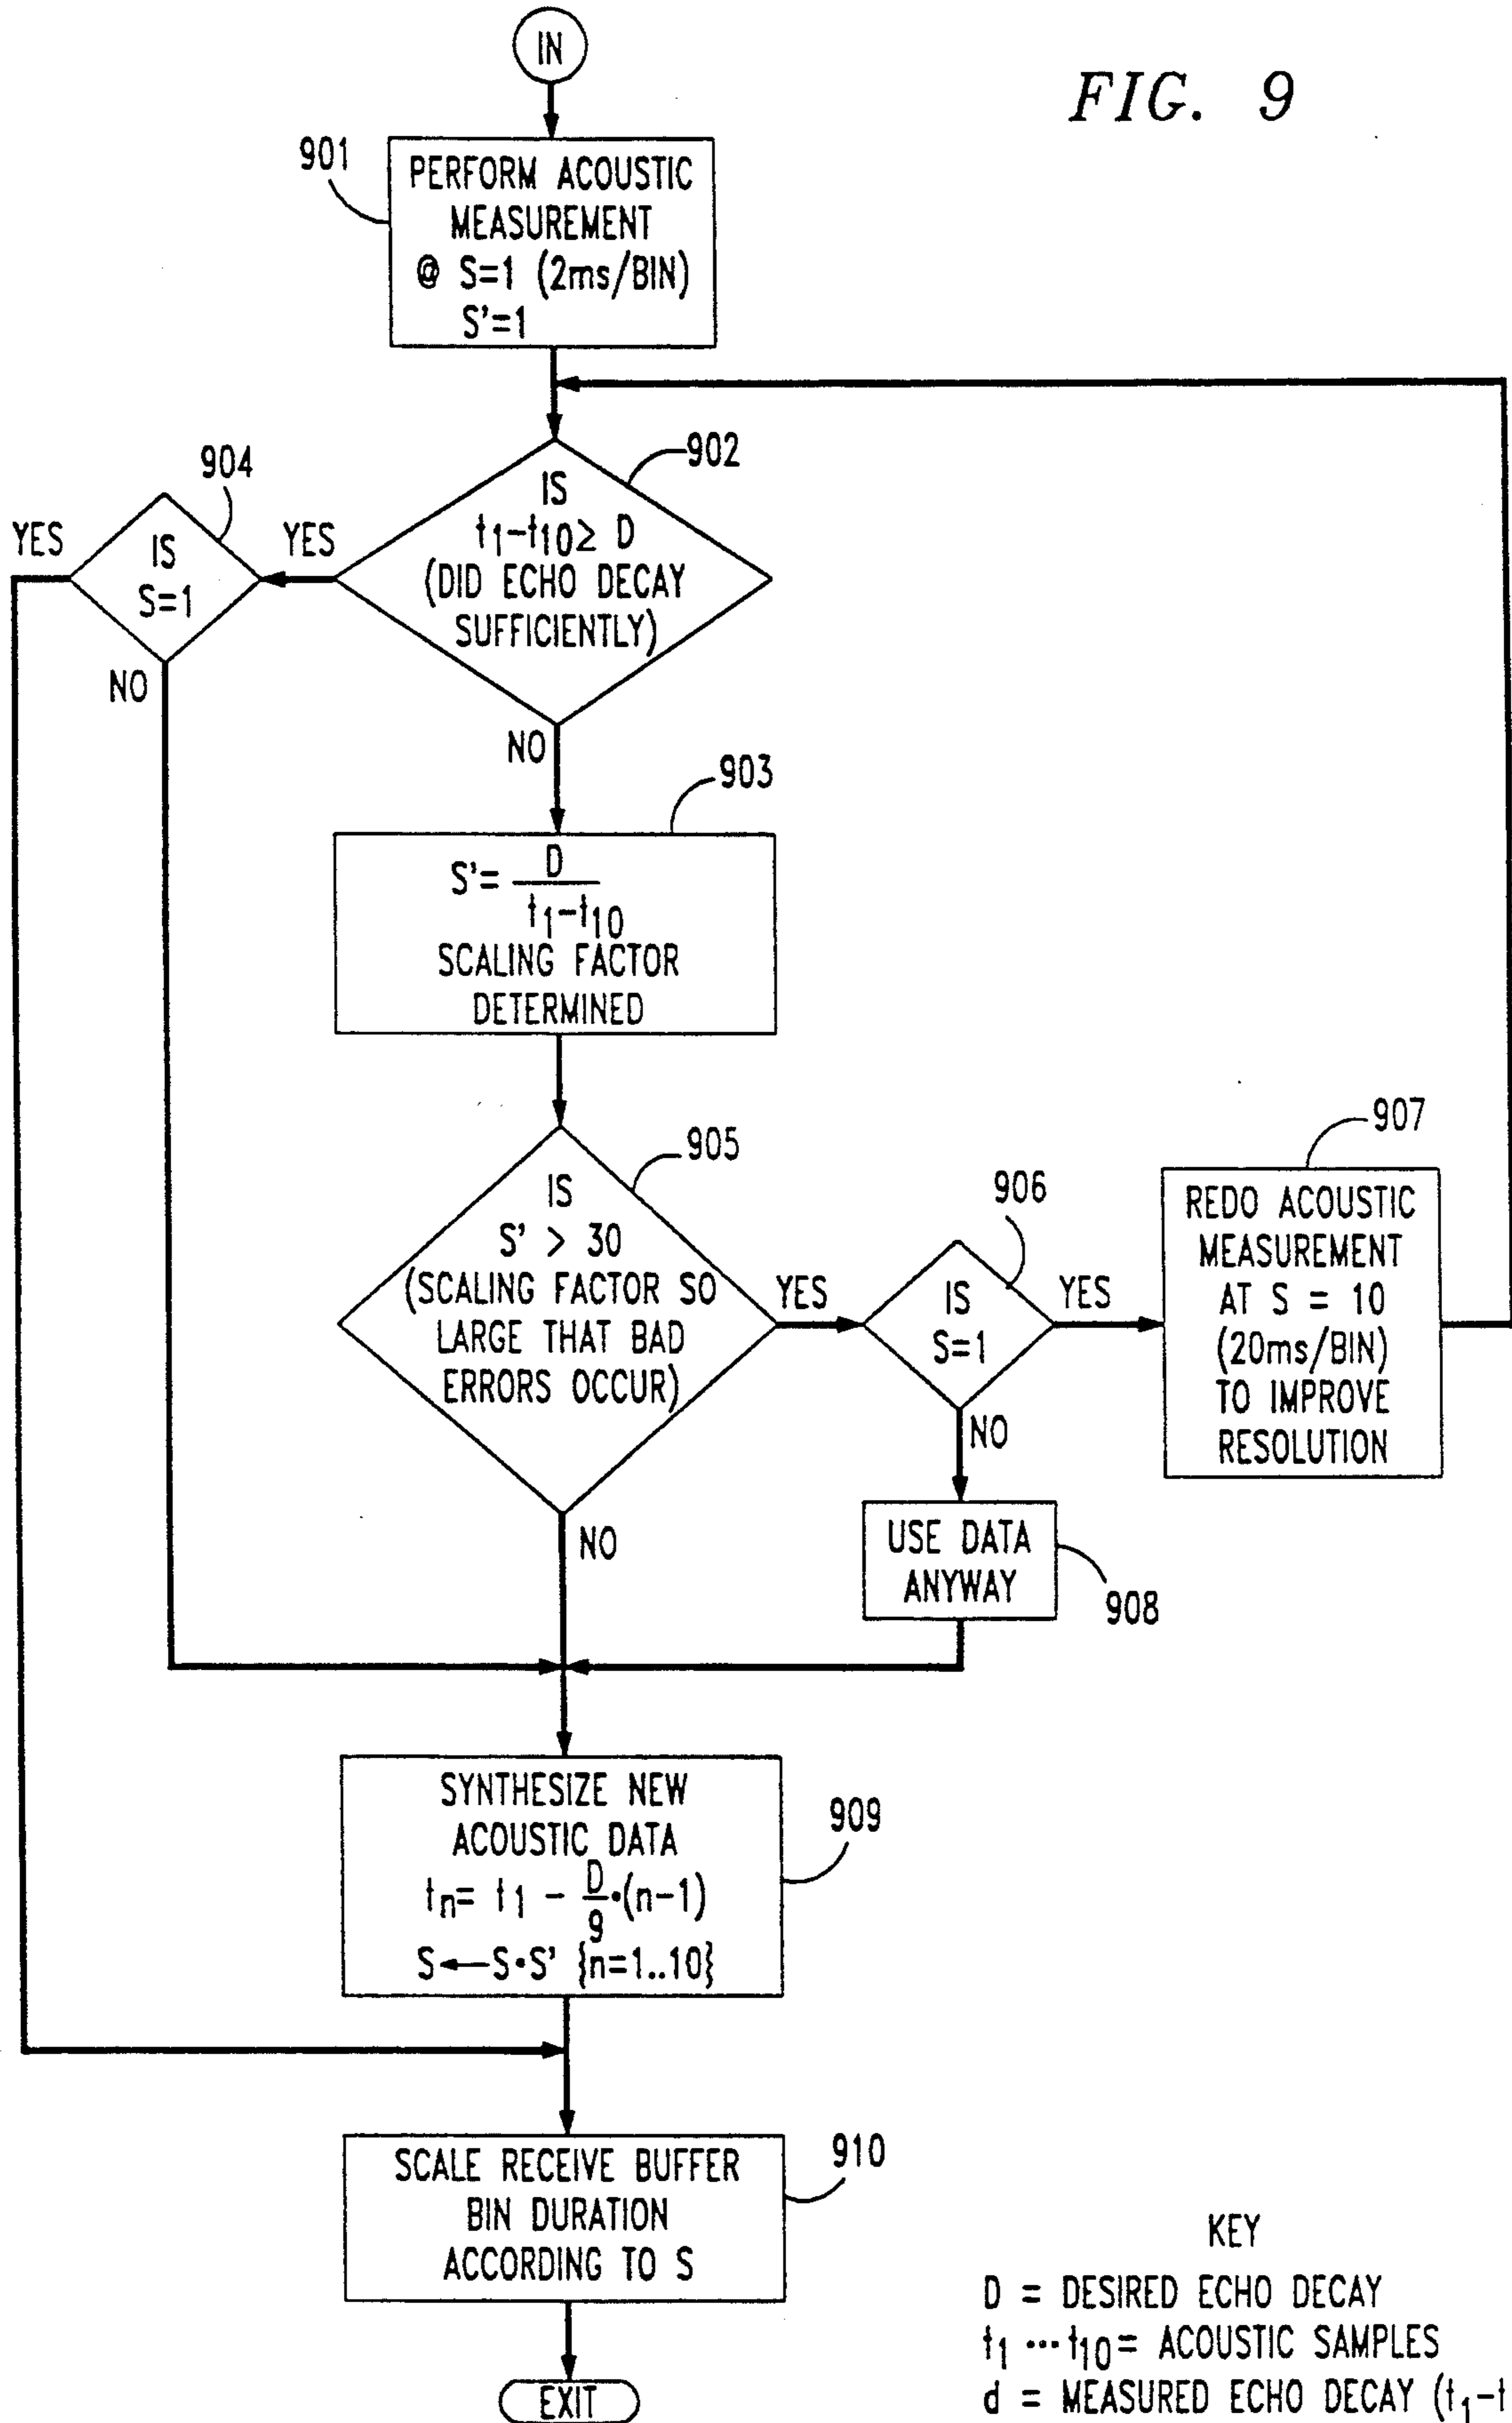 FIG. 9
IN
901
PERFORM ACOUSTIC
MEASUREMENT
@ S=1 (2ms/BIN)
S'=1
902
IS
t1-t10≥ D
(DID ECHO DECAY
SUFFICIENTLY)
904
YES
IS
S=1
YES
NO
NO
903
S'= D
t1-t10
SCALING FACTOR
DETERMINED
905
IS
S' > 30
(SCALING FACTOR SO
LARGE THAT BAD
ERRORS OCCUR)
YES
NO
906
IS
S=1
YES
NO
907
REDO ACOUSTIC
MEASUREMENT
AT S = 10
(20ms/BIN)
TO IMPROVE
RESOLUTION
USE DATA
ANYWAY
908
SYNTHESIZE NEW
ACOUSTIC DATA
tn= t1 - D/9•(n-1)
S←S•S' {n=1..10}
909
SCALE RECEIVE BUFFER
BIN DURATION
ACCORDING TO S
910
EXIT
KEY
D = DESIRED ECHO DECAY
t1 ••• t10= ACOUSTIC SAMPLES
d = MEASURED ECHO DECAY (t1-t